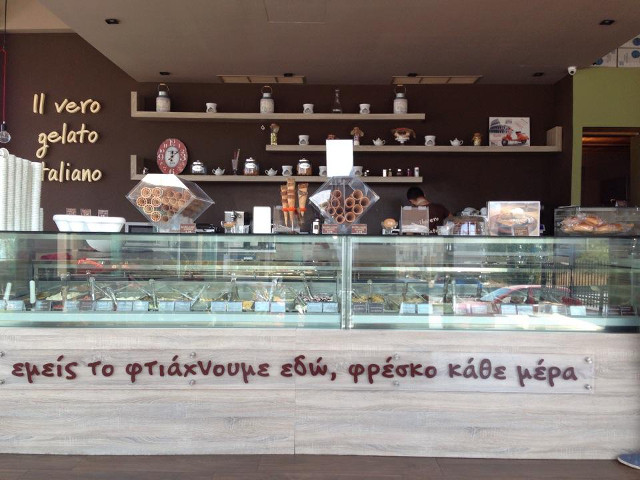 Il vero
gelato
italiano
εμείς το φτιάχνουμε εδώ, φρέσκο κάθε μέρα